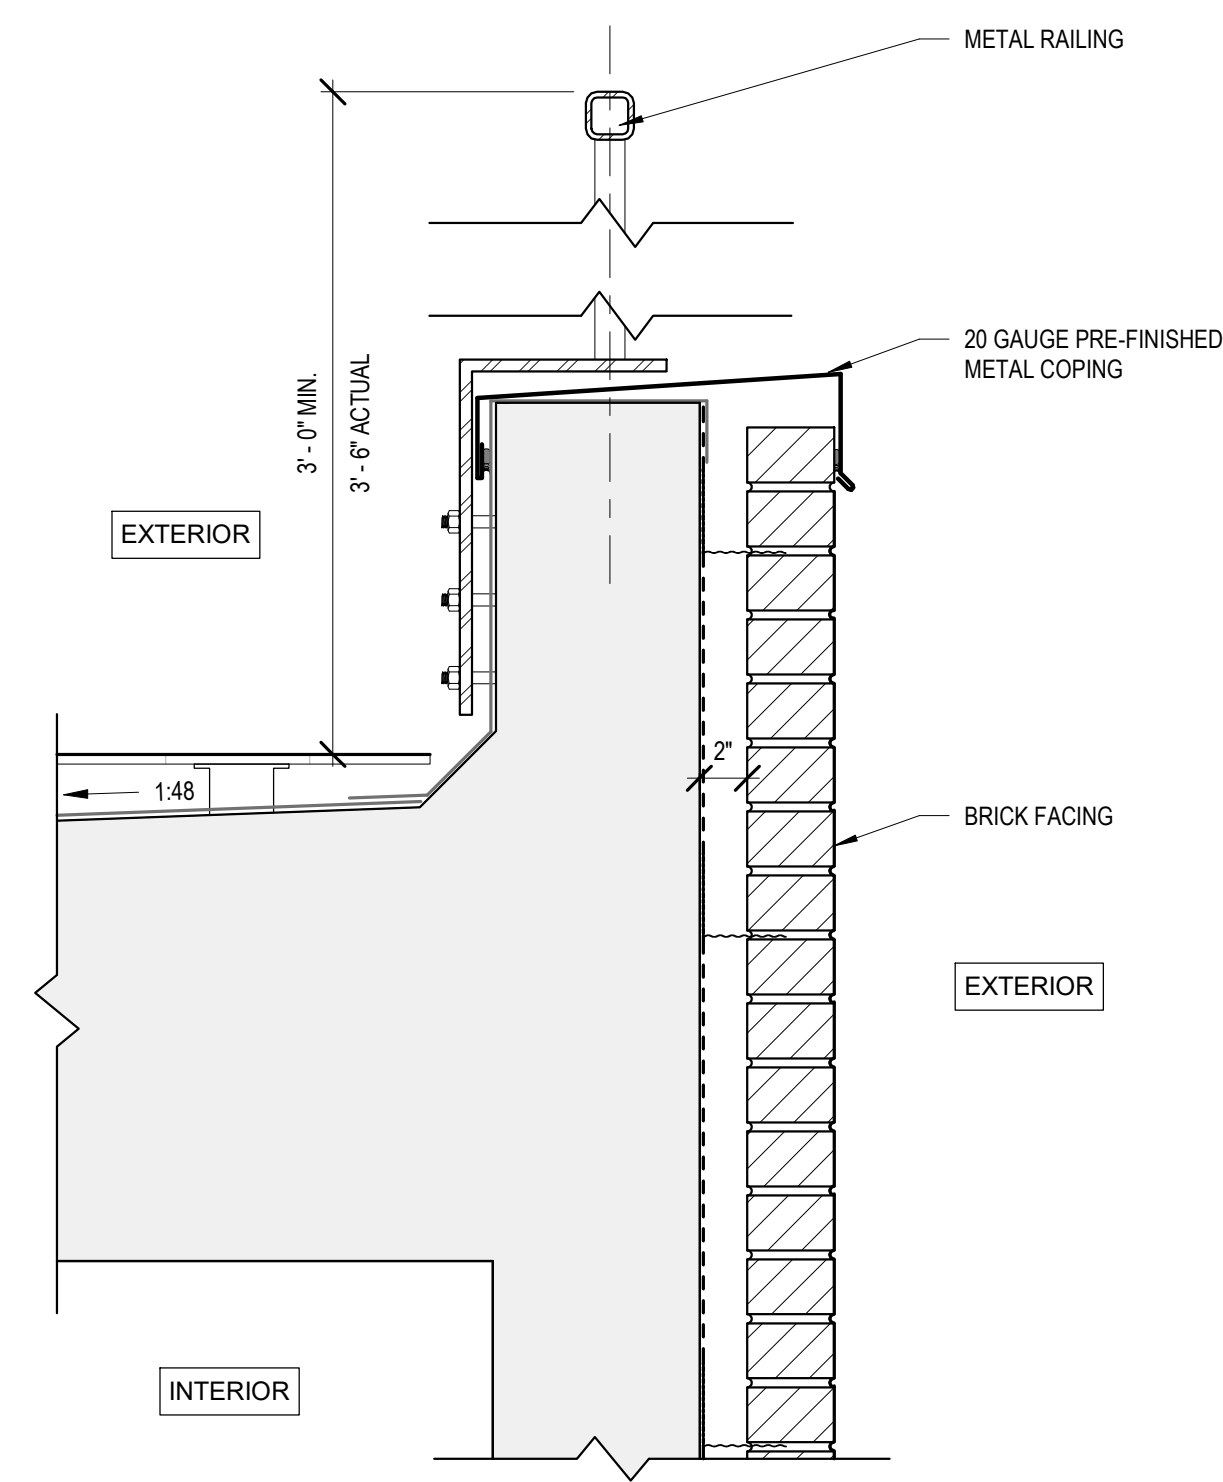 METAL RAILING
20 GAUGE PRE-FINISHED
METAL COPING
3' - 0" MIN.
3' - 6" ACTUAL
EXTERIOR
2"
1:48
BRICK FACING
EXTERIOR
INTERIOR